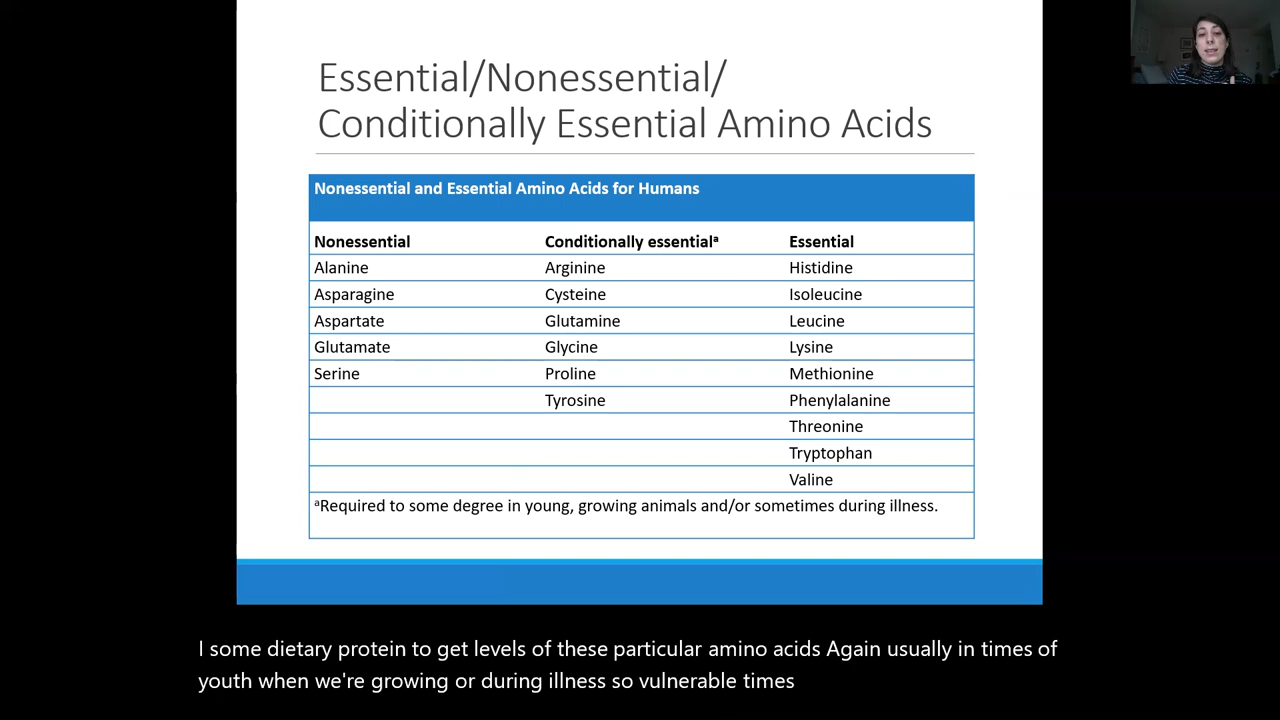 Essential/Nonessential/
Conditionally Essential Amino Acids
Nonessential and Essential Amino Acids for Humans
Nonessential Conditionally essentialᵃ Essential
Alanine Arginine Histidine
Asparagine Cysteine Isoleucine
Aspartate Glutamine Leucine
Glutamate Glycine Lysine
Serine Proline Methionine
Tyrosine Phenylalanine
Threonine
Tryptophan
Valine
ᵃRequired to some degree in young, growing animals and/or sometimes during illness.
I some dietary protein to get levels of these particular amino acids Again usually in times of
youth when we're growing or during illness so vulnerable times